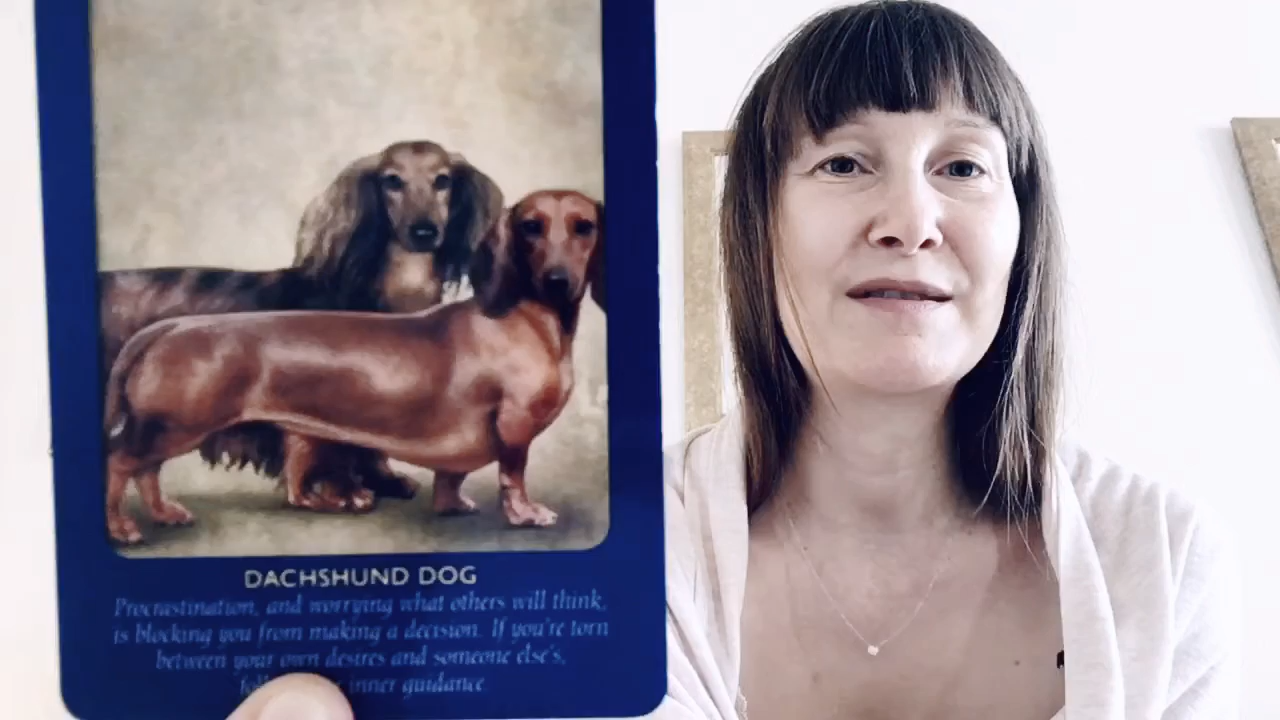 DACHSHUND DOG
Procrastination, and worrying what others will think,
is blocking you from making a decision. If you're torn
between your own desires and someone else's,
inner guidance.